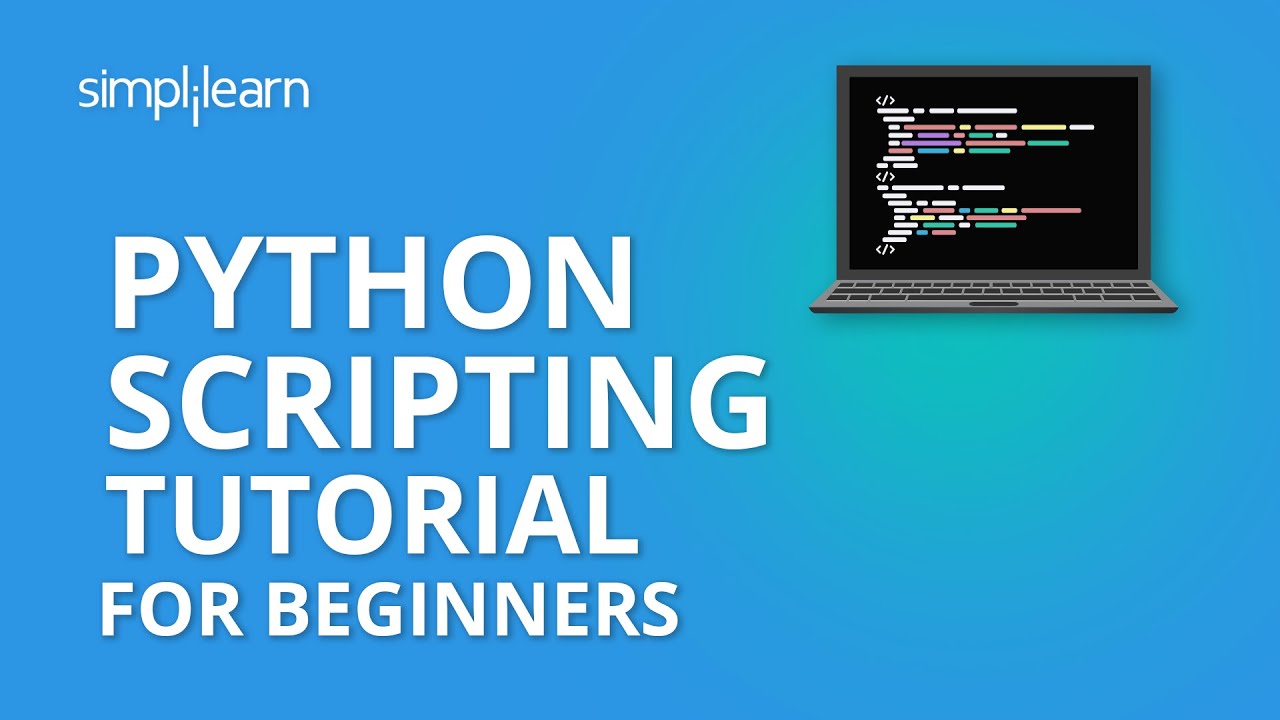 simplilearn
</>
</>
</>
PYTHON
SCRIPTING
TUTORIAL
FOR BEGINNERS